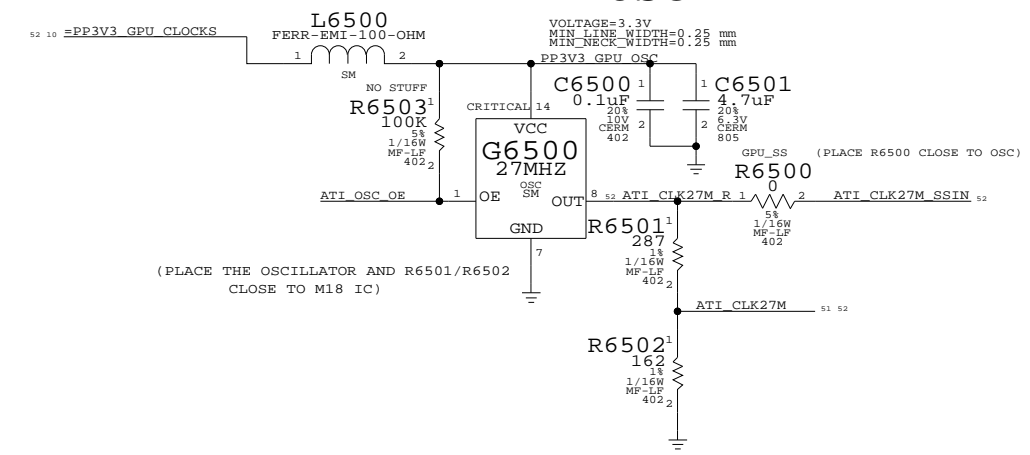 L6500
FERR-EMI-100-OHM
52 10 =PP3V3_GPU_CLOCKS
1 2
SM
VOLTAGE=3.3V
MIN_LINE_WIDTH=0.25 mm
MIN_NECK_WIDTH=0.25 mm
PP3V3_GPU_OSC
NO STUFF
R6503 1
100K
5%
1/16W
MF-LF
402 2
C6500 1
0.1uF
20%
10V 2
CERM
402
1 C6501
4.7uF
20%
2 6.3V
CERM
805
CRITICAL 14
VCC
G6500
27MHZ
OSC
SM
1 OE
OUT 8
GND
7
ATI_OSC_OE
52 ATI_CLK27M_R
GPU_SS (PLACE R6500 CLOSE TO OSC)
R6500
0
1 2
5%
1/16W
MF-LF
402
ATI_CLK27M_SSIN 52
R6501 1
287
1%
1/16W
MF-LF
402 2
(PLACE THE OSCILLATOR AND R6501/R6502
CLOSE TO M18 IC)
ATI_CLK27M 51 52
R6502 1
162
1%
1/16W
MF-LF
402 2